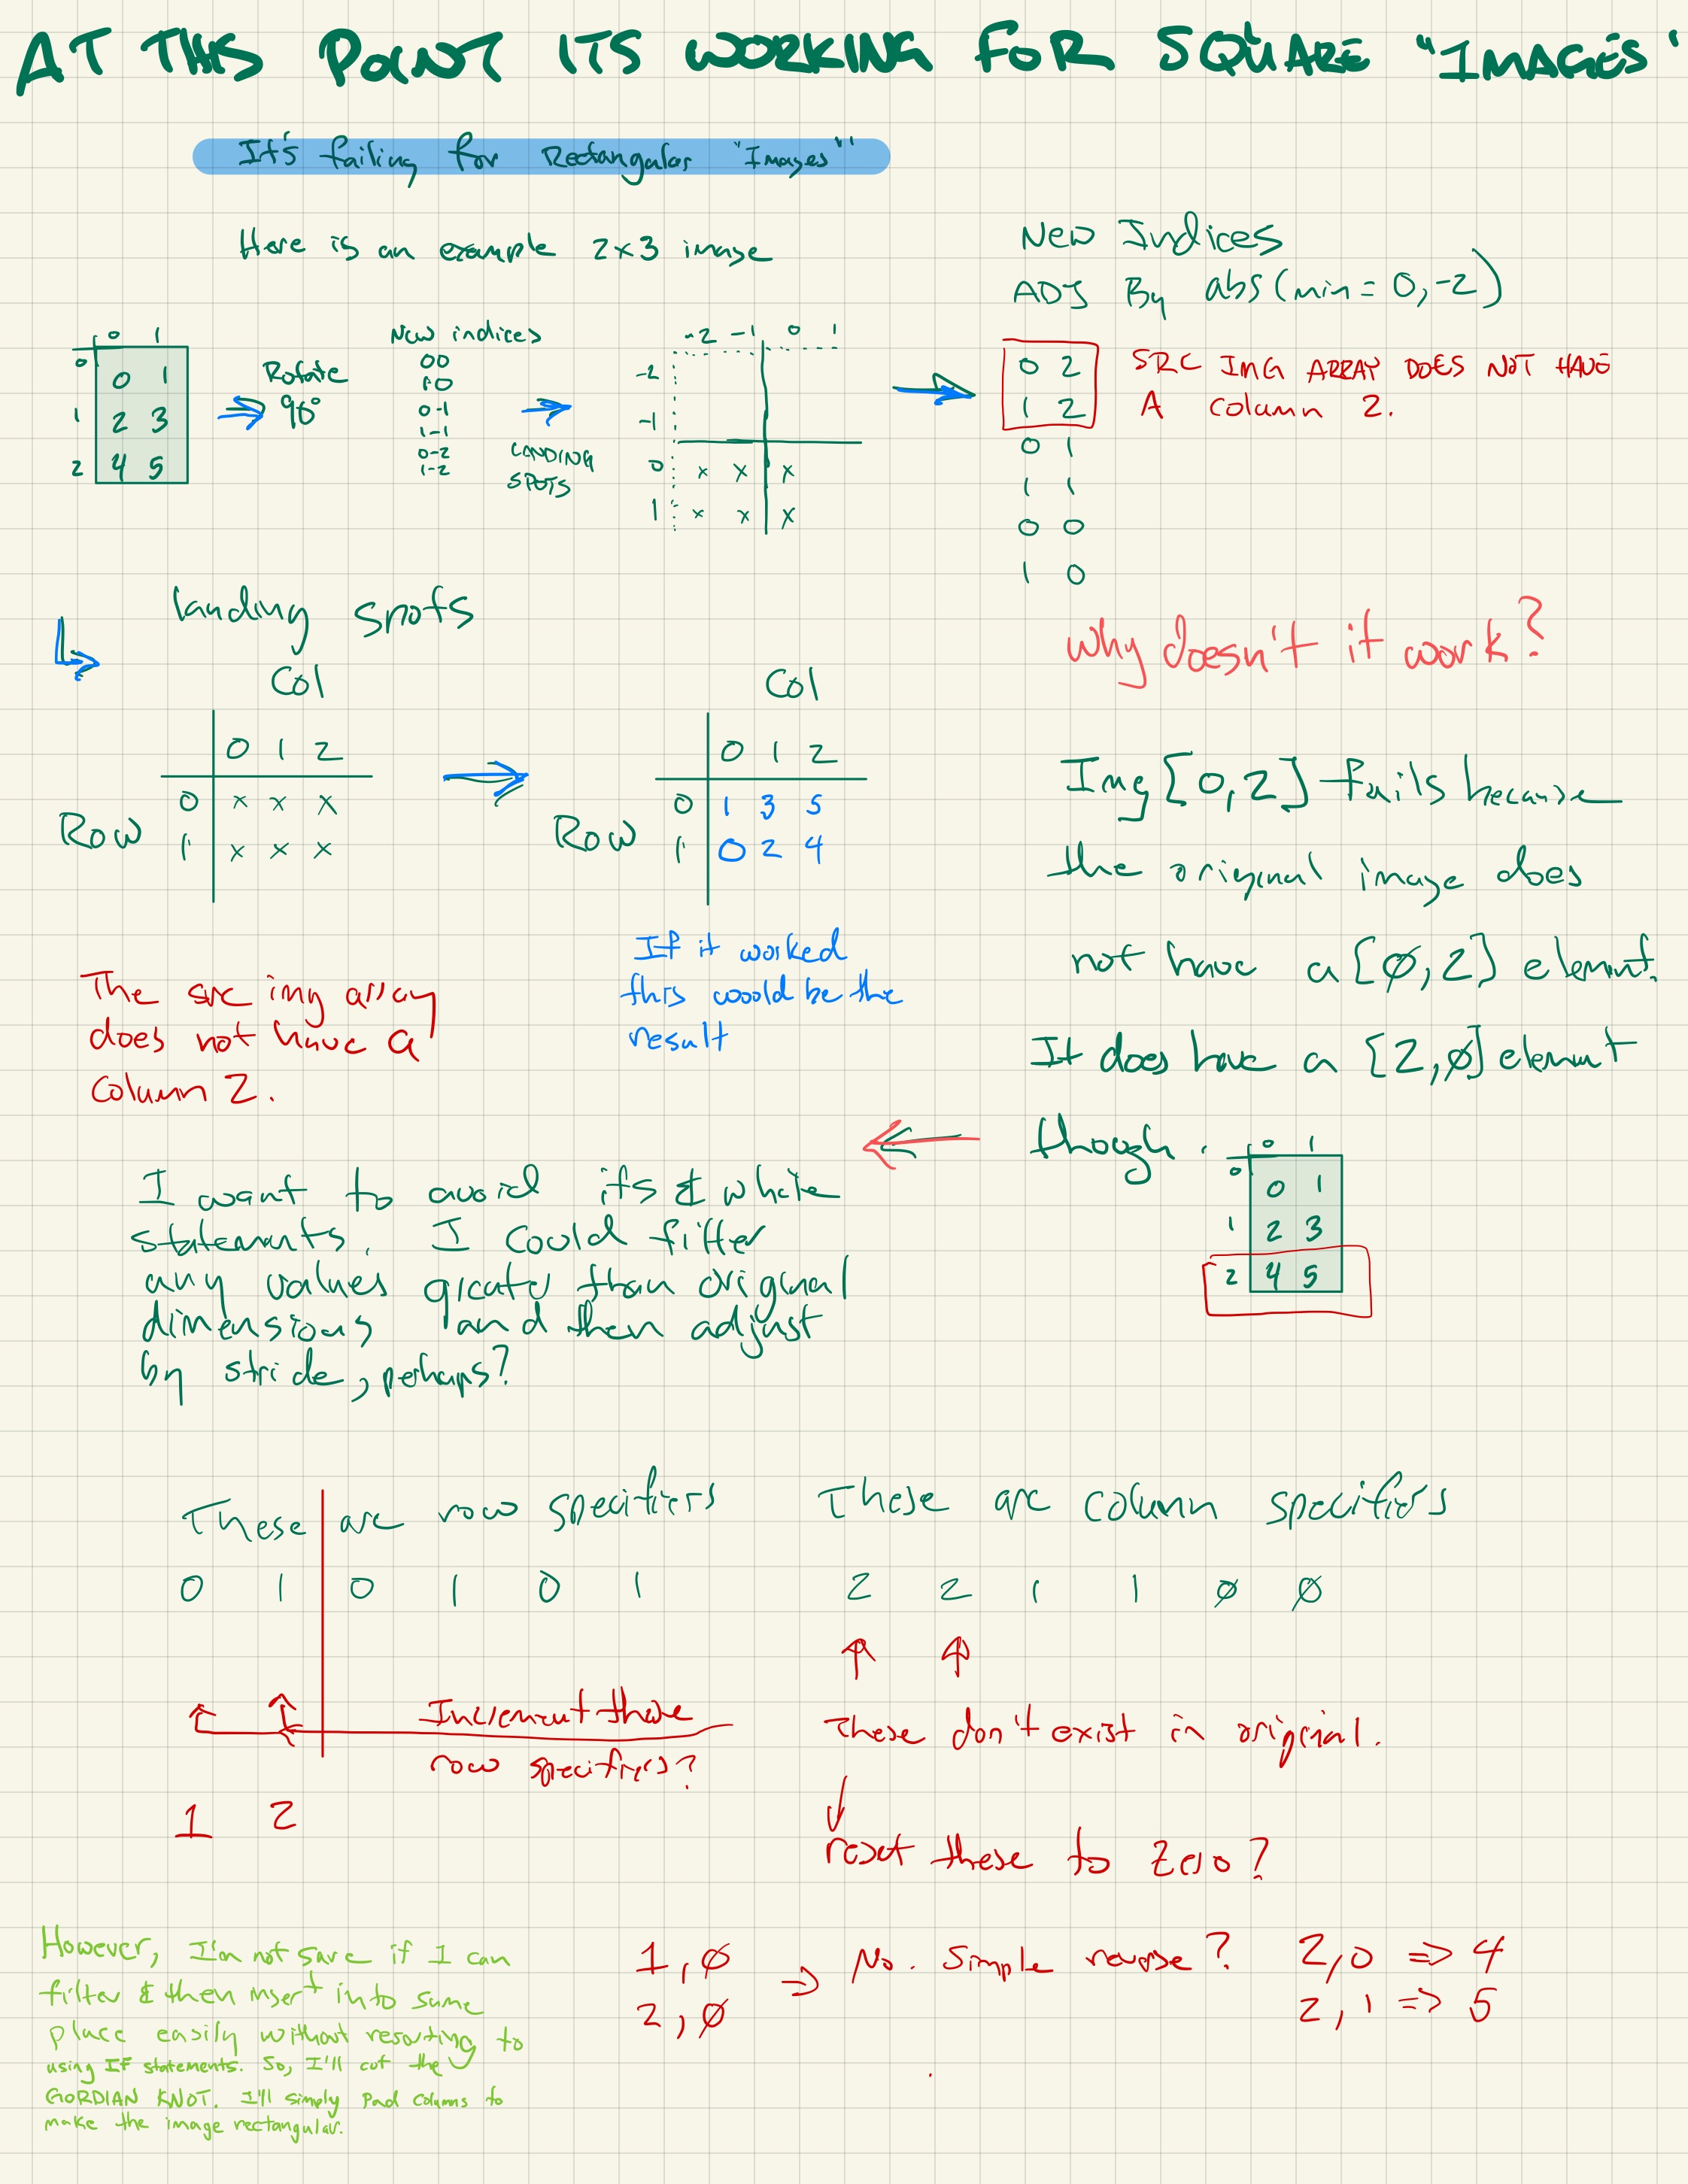 AT THIS POINT ITS WORKING FOR SQUARE "IMAGES"
It's failing for Rectangular "Images"
Here is an example 2x3 image
0 1
0 0 1
1 2 3
2 4 5
Rotate
90°
New indices
00
10
0-1
1-1
0-2
1-2
LANDING
SPOTS
-2 -1 0 1
-2
-1
0 x x x
1 x x x
New Indices
ADJ By abs(min = 0,-2)
0 2
1 2
0 1
1 1
0 0
1 0
SRC IMG ARRAY DOES NOT HAVE
A column 2.
landing spots
Col
0 1 2
0 x x x
Row
1 x x x
Col
0 1 2
0 1 3 5
Row
1 0 2 4
If it worked
this would be the
result
The src img array
does not have a
Column 2.
why doesn't it work?
Img[0,2] fails because
the original image does
not have a [0,2] element.
It does have a [2,0] element
though.
0 1
0 0 1
1 2 3
2 4 5
I want to avoid ifs & while
statements. I could filter
any values greater than original
dimensions and then adjust
by stride, perhaps?
These are row specifiers
0 1 0 1 0 1
Increment these
row specifiers?
1 2
These are column specifiers
2 2 1 1 0 0
These don't exist in original.
reset these to zero?
However, I'm not sure if I can
filter & then insert into same
place easily without resorting to
using IF statements. So, I'll cut the
GORDIAN KNOT. I'll simply pad columns to
make the image rectangular.
1,0
2,0
=> No. Simple reverse?
2,0 => 4
2,1 => 5